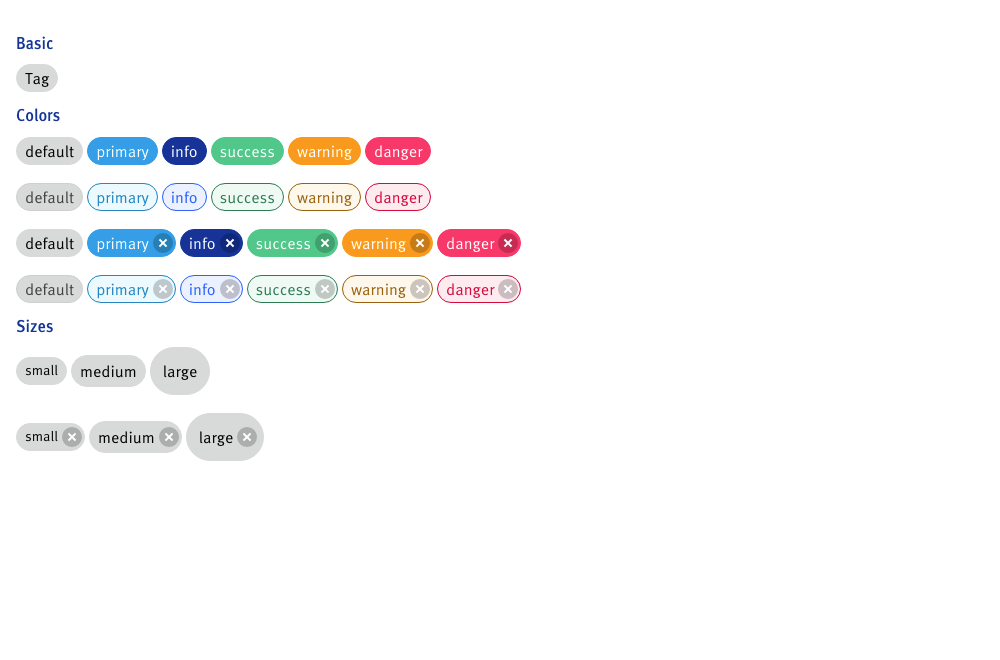 Basic
Tag
Colors
default primary info success warning danger
default primary info success warning danger
default primary info success warning danger
default primary info success warning danger
Sizes
small medium large
small medium large